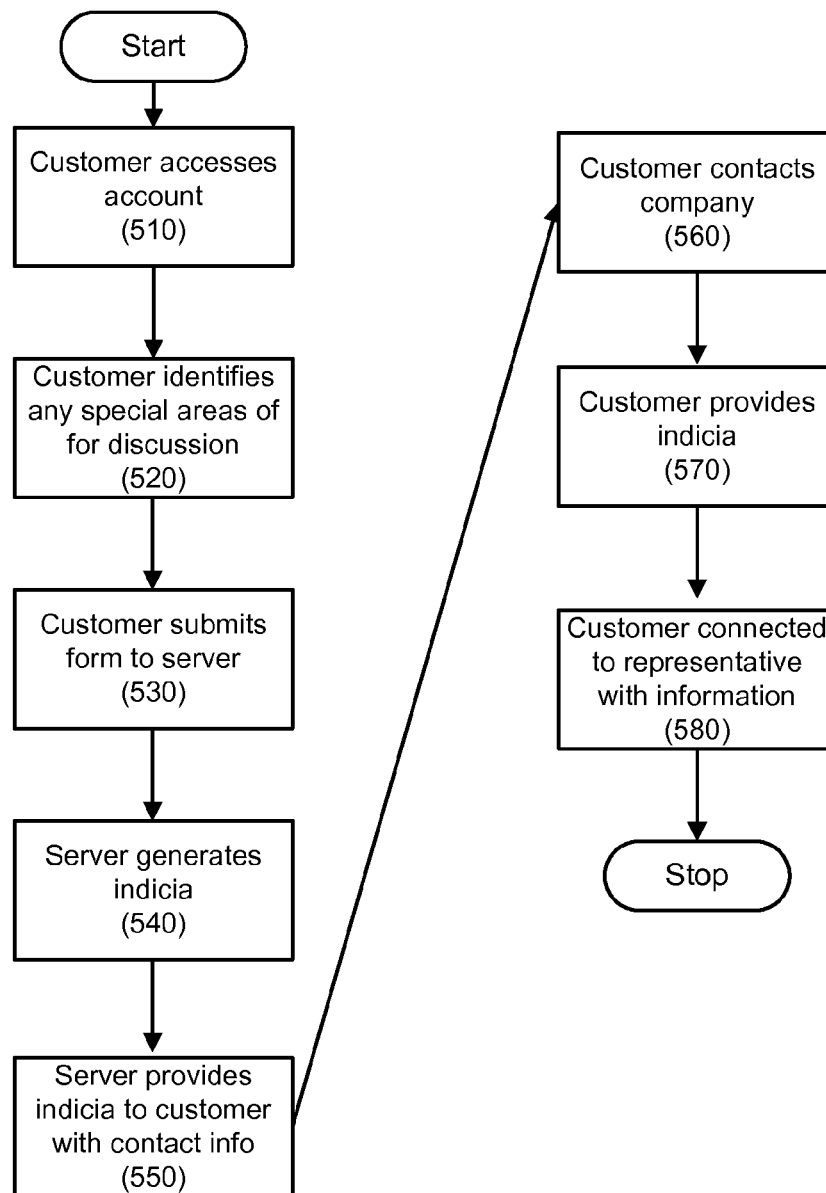 Start
Customer accesses
account
(510)
Customer identifies
any special areas of
for discussion
(520)
Customer submits
form to server
(530)
Server generates
indicia
(540)
Server provides
indicia to customer
with contact info
(550)
Customer contacts
company
(560)
Customer provides
indicia
(570)
Customer connected
to representative
with information
(580)
Stop